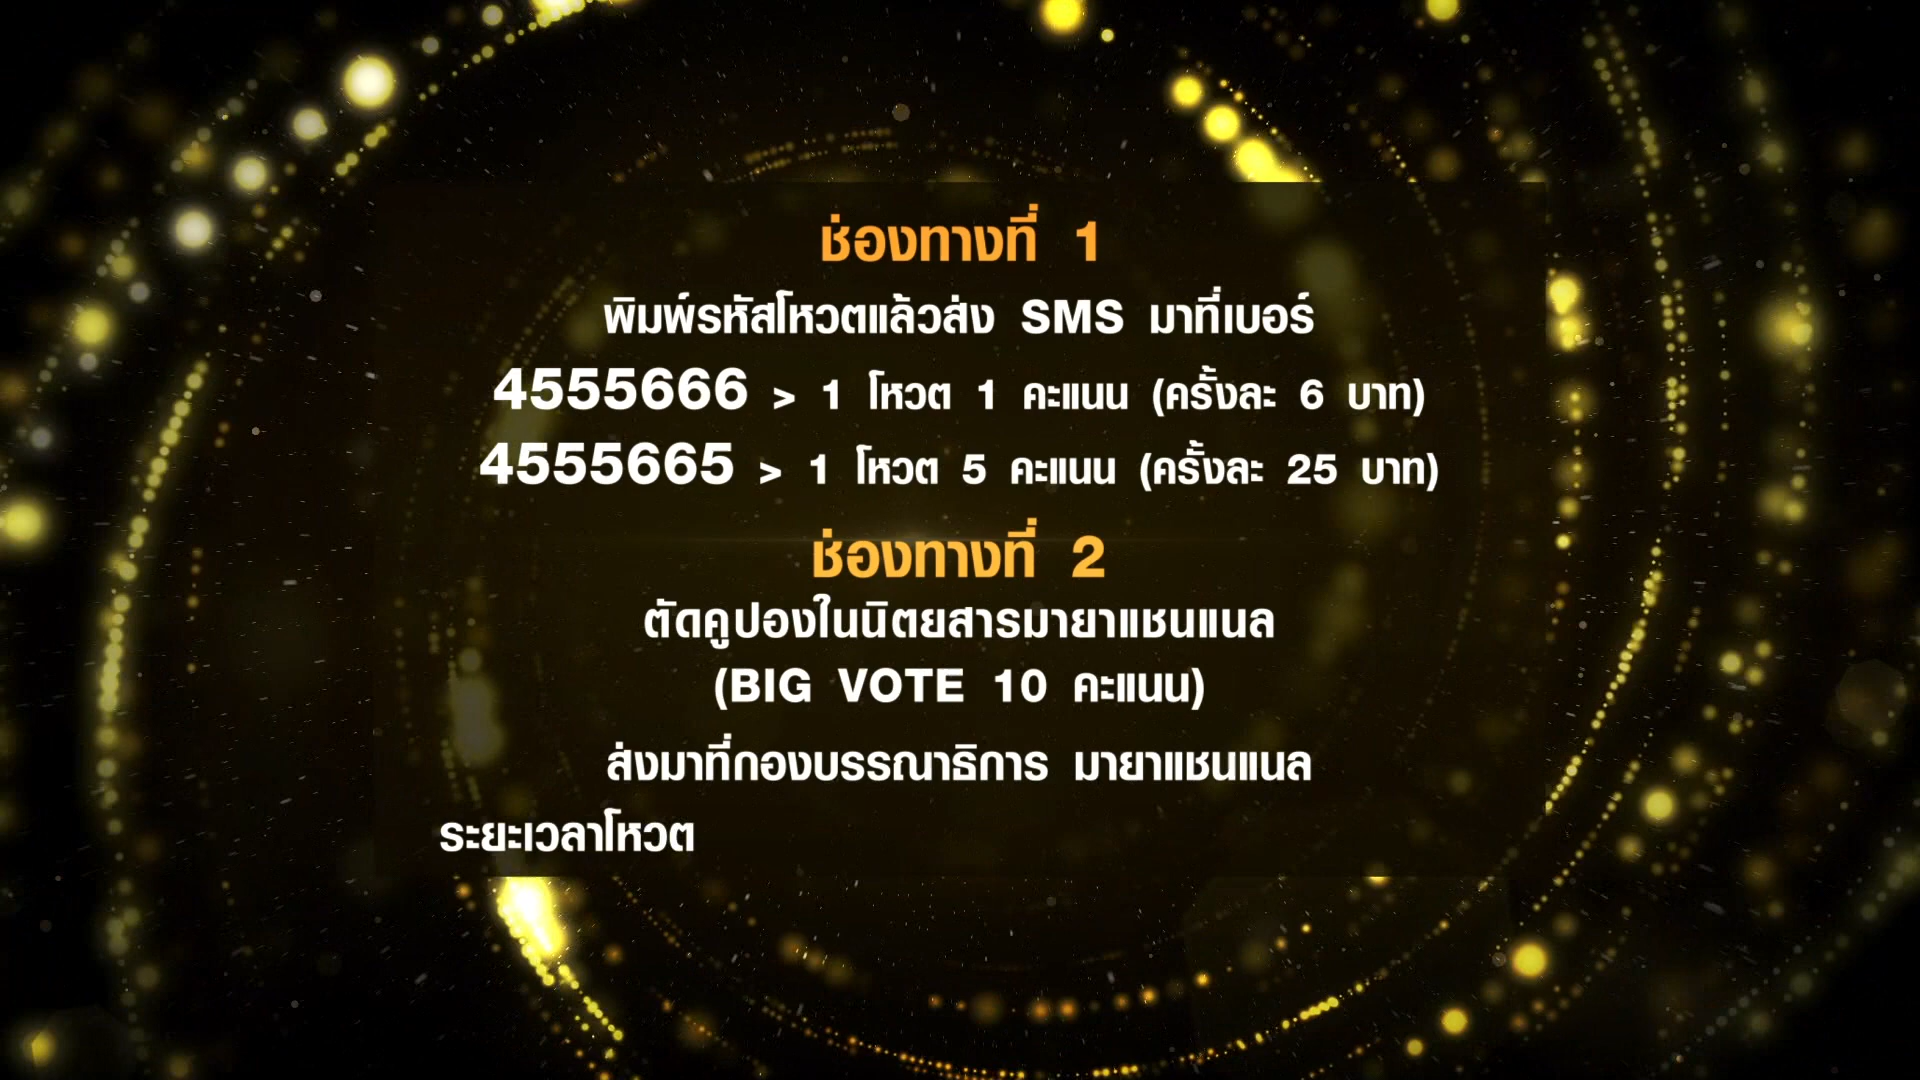 ช่องทางที่ 1
พิมพ์รหัสโหวตแล้วส่ง SMS มาที่เบอร์
4555666 > 1 โหวต 1 คะแนน (ครั้งละ 6 บาท)
4555665 > 1 โหวต 5 คะแนน (ครั้งละ 25 บาท)
ช่องทางที่ 2
ตัดคูปองในนิตยสารมายาแชนแนล
(BIG VOTE 10 คะแนน)
ส่งมาที่กองบรรณาธิการ มายาแชนแนล
ระยะเวลาโหวต